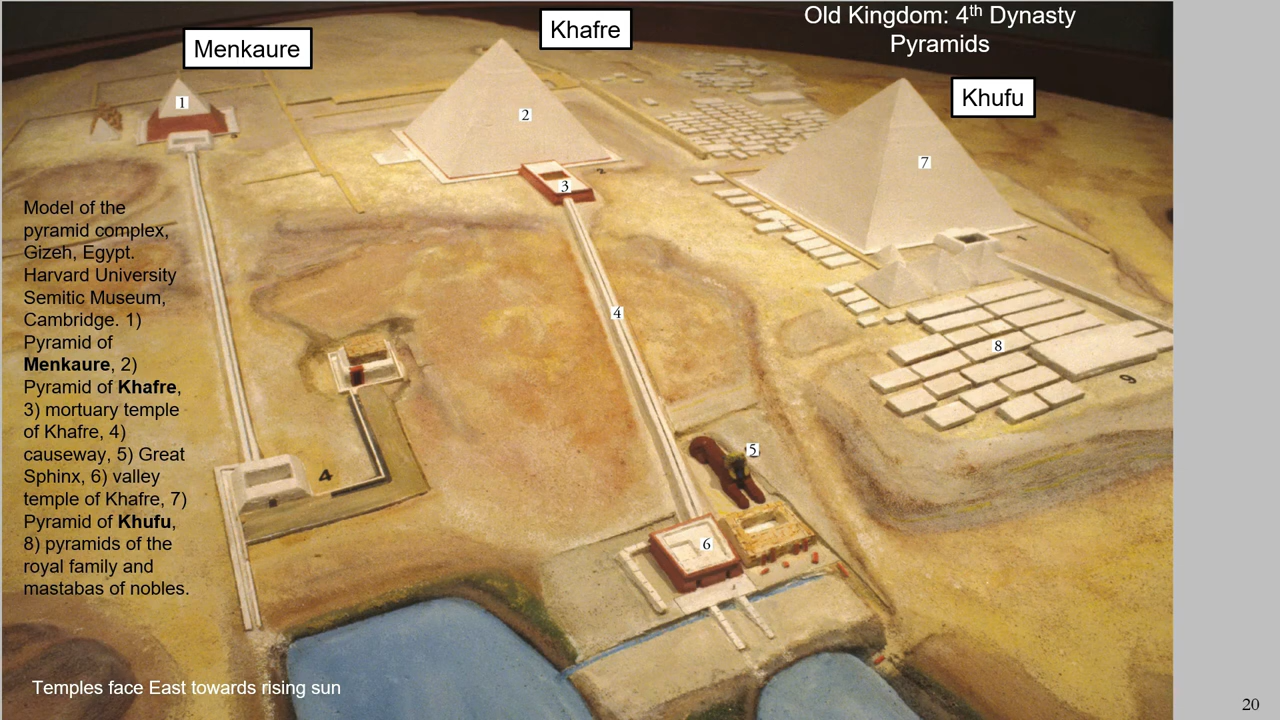 Old Kingdom: 4th Dynasty
Pyramids
Menkaure
Khafre
Khufu
1
2
3
2
7
4
8
9
5
4
6
Model of the
pyramid complex,
Gizeh, Egypt.
Harvard University
Semitic Museum,
Cambridge. 1)
Pyramid of
Menkaure, 2)
Pyramid of Khafre,
3) mortuary temple
of Khafre, 4)
causeway, 5) Great
Sphinx, 6) valley
temple of Khafre, 7)
Pyramid of Khufu,
8) pyramids of the
royal family and
mastabas of nobles.
Temples face East towards rising sun
20